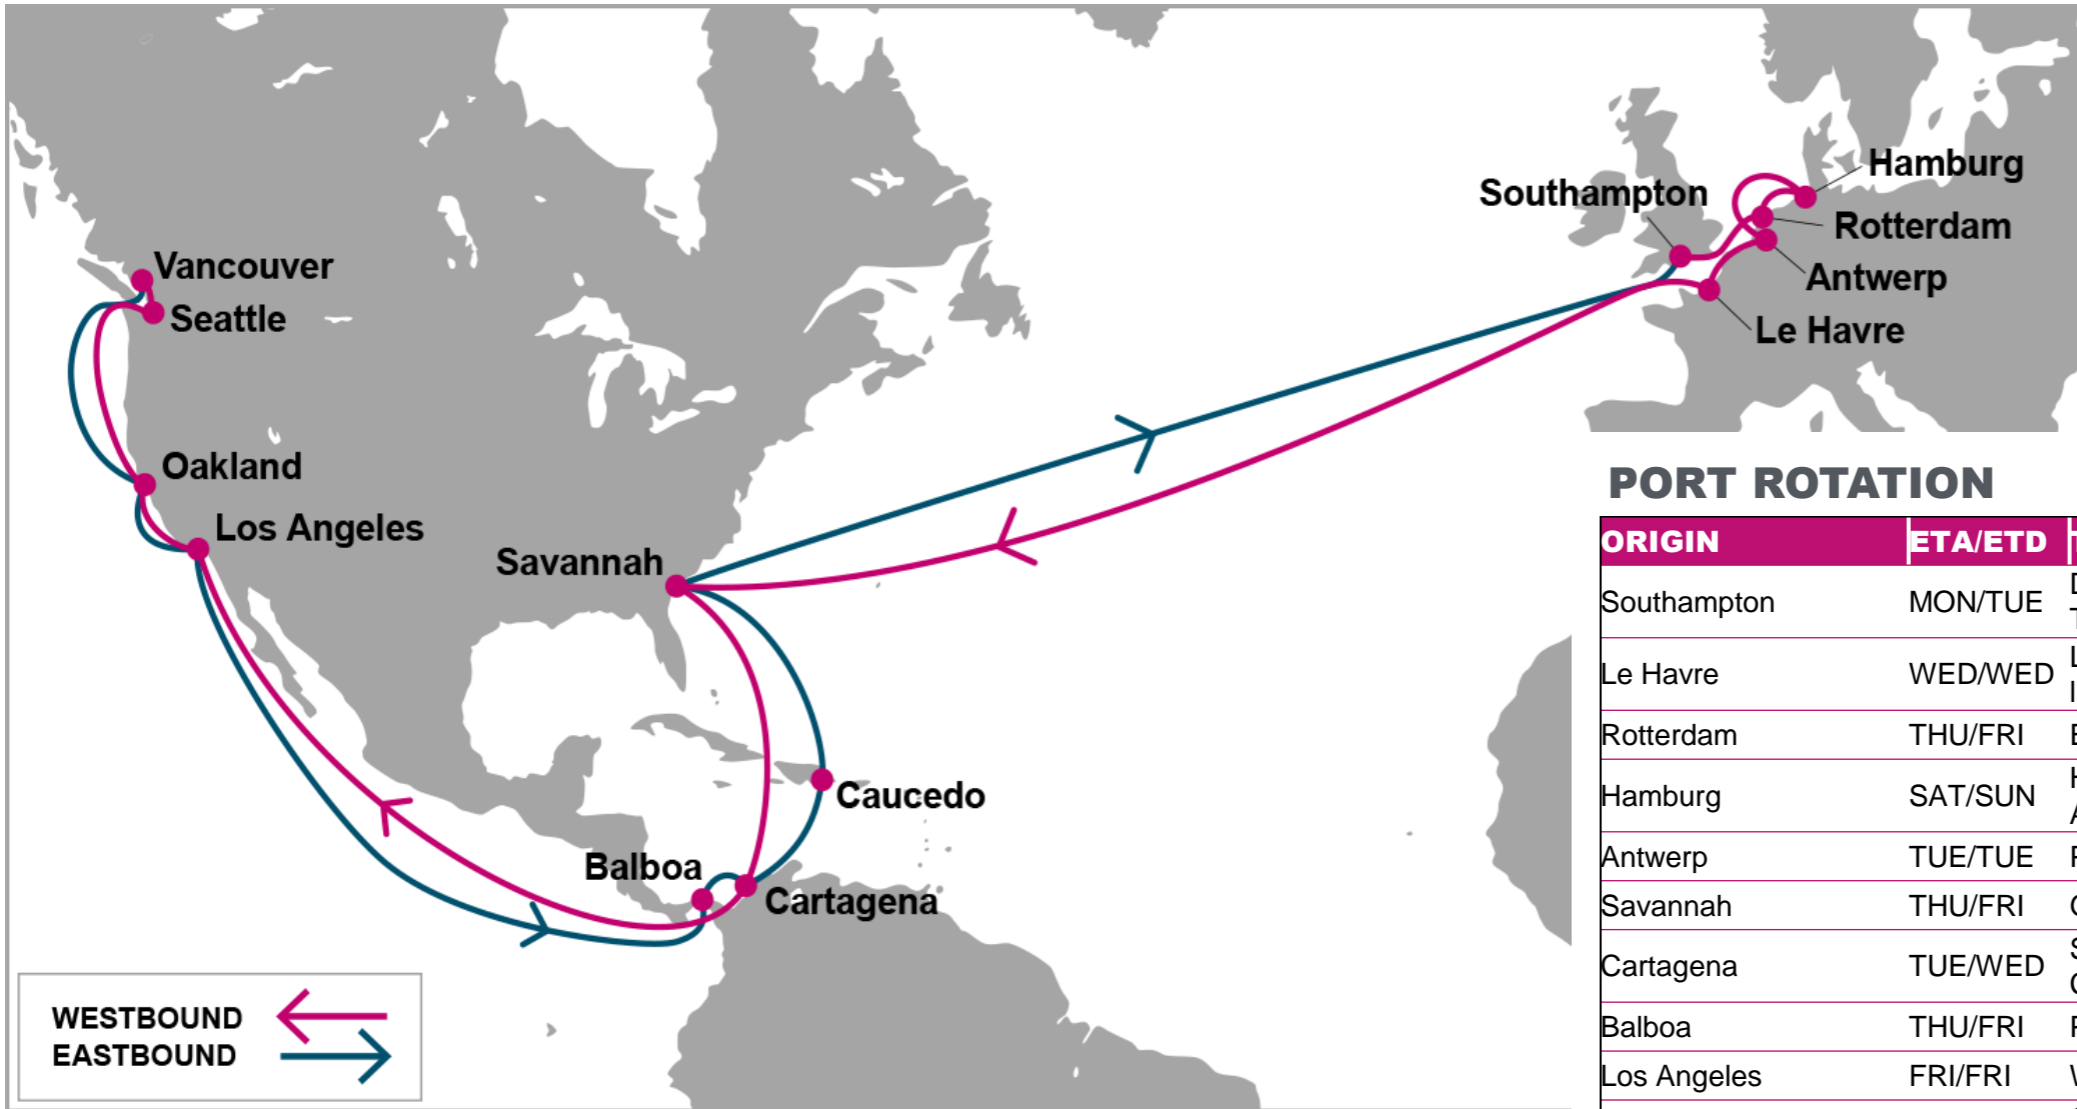 Hamburg
Southampton
Rotterdam
Antwerp
Le Havre
Vancouver
Seattle
Oakland
Los Angeles
Savannah
Caucedo
Balboa
Cartagena
WESTBOUND
EASTBOUND
PORT ROTATION
ORIGIN ETA/ETD
Southampton MON/TUE
Le Havre WED/WED
Rotterdam THU/FRI
Hamburg SAT/SUN
Antwerp TUE/TUE
Savannah THU/FRI
Cartagena TUE/WED
Balboa THU/FRI
Los Angeles FRI/FRI